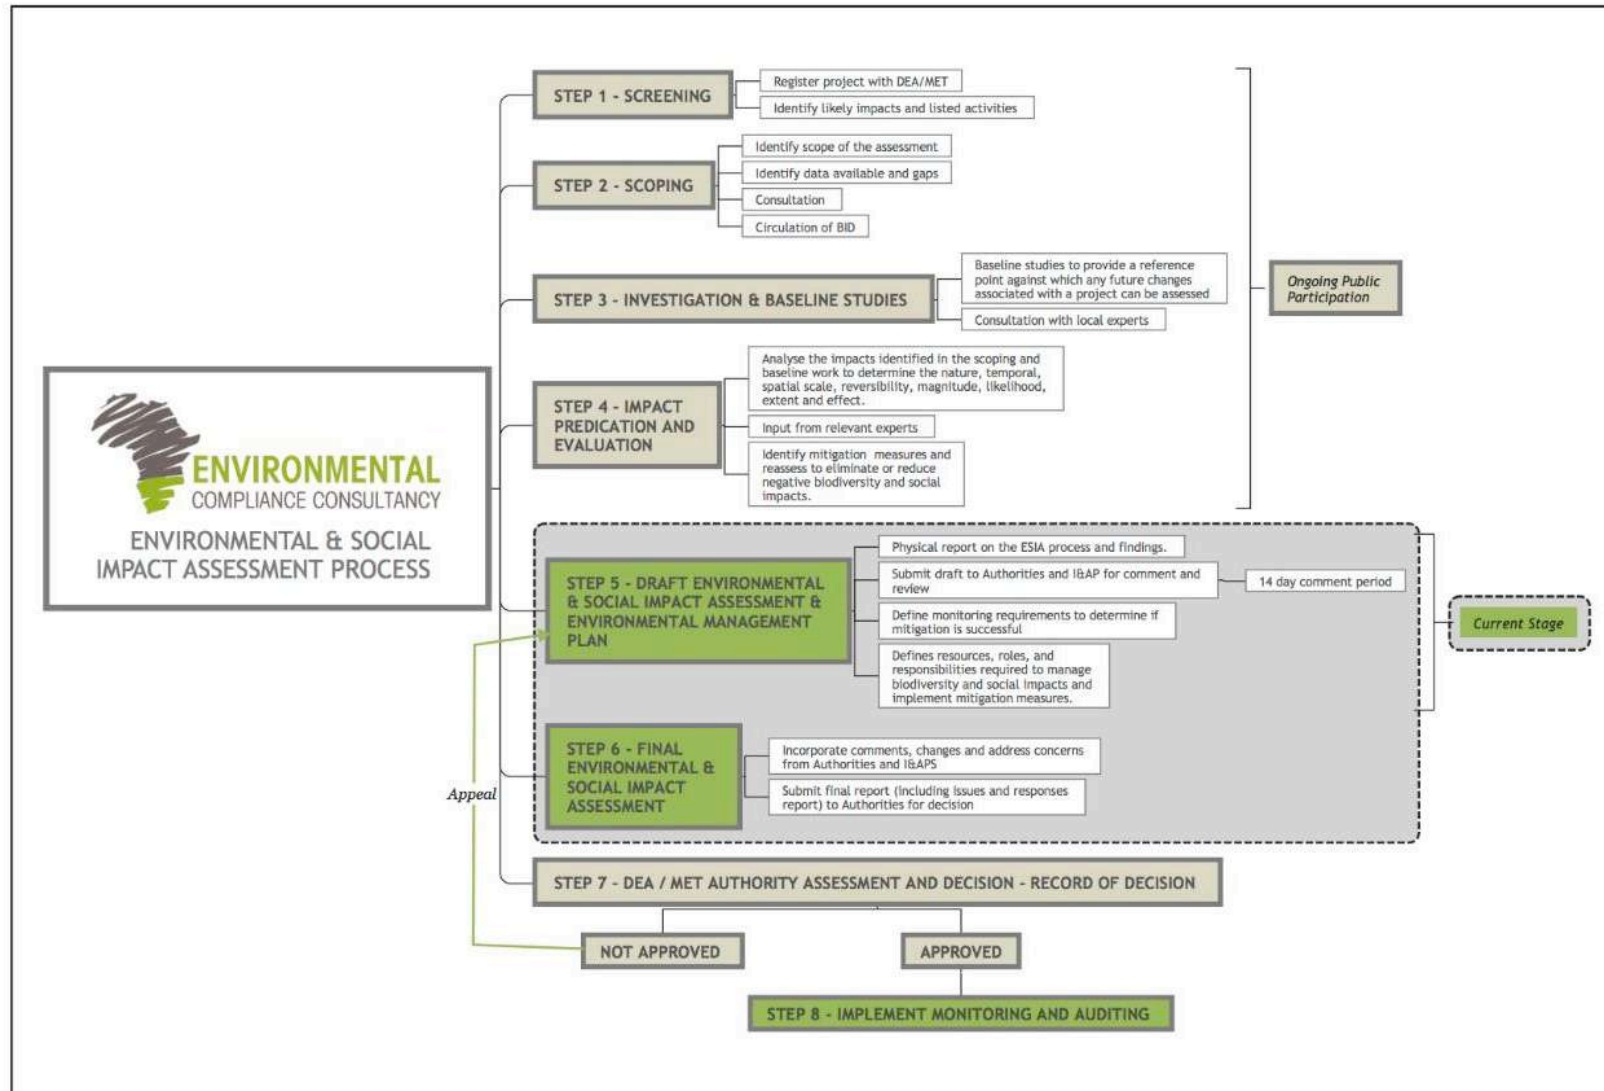 ENVIRONMENTAL
COMPLIANCE CONSULTANCY
ENVIRONMENTAL & SOCIAL
IMPACT ASSESSMENT PROCESS
STEP 1 - SCREENING
Register project with DEA/MET
Identify likely impacts and listed activities
STEP 2 - SCOPING
Identify scope of the assessment
Identify data available and gaps
Consultation
Circulation of BID
STEP 3 - INVESTIGATION & BASELINE STUDIES
Baseline studies to provide a reference
point against which any future changes
associated with a project can be assessed
Consultation with local experts
STEP 4 - IMPACT
PREDICATION AND
EVALUATION
Analyse the impacts identified in the scoping and
baseline work to determine the nature, temporal,
spatial scale, reversibility, magnitude, likelihood,
extent and effect.
Input from relevant experts
Identify mitigation measures and
reassess to eliminate or reduce
negative biodiversity and social
impacts.
Ongoing Public
Participation
STEP 5 - DRAFT ENVIRONMENTAL
& SOCIAL IMPACT ASSESSMENT &
ENVIRONMENTAL MANAGEMENT
PLAN
Physical report on the ESIA process and findings.
Submit draft to Authorities and I&AP for comment and
review
14 day comment period
Define monitoring requirements to determine if
mitigation is successful
Defines resources, roles, and
responsibilities required to manage
biodiversity and social impacts and
implement mitigation measures.
Current Stage
STEP 6 - FINAL
ENVIRONMENTAL &
SOCIAL IMPACT
ASSESSMENT
Incorporate comments, changes and address concerns
from Authorities and I&APS
Submit final report (including issues and responses
report) to Authorities for decision
Appeal
STEP 7 - DEA / MET AUTHORITY ASSESSMENT AND DECISION - RECORD OF DECISION
NOT APPROVED
APPROVED
STEP 8 - IMPLEMENT MONITORING AND AUDITING